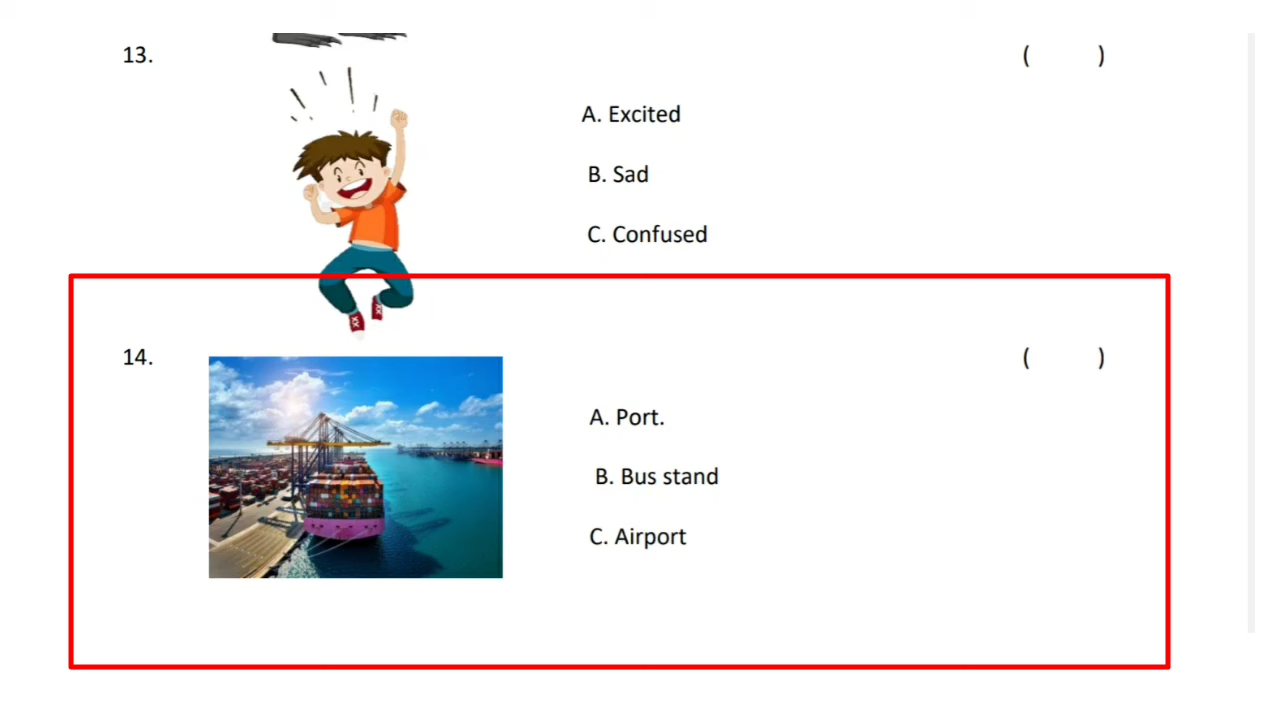 13. ( )
A. Excited
B. Sad
C. Confused
14. ( )
A. Port.
B. Bus stand
C. Airport